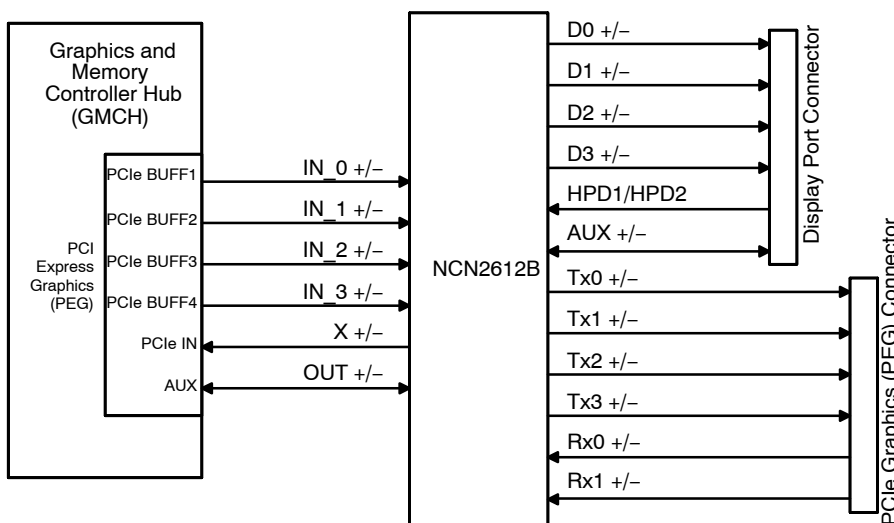 Graphics and
Memory
Controller Hub
(GMCH)
PCI
Express
Graphics
(PEG)
PCIe BUFF1
PCIe BUFF2
PCIe BUFF3
PCIe BUFF4
PCIe IN
AUX
IN_0 +/−
IN_1 +/−
IN_2 +/−
IN_3 +/−
X +/−
OUT +/−
NCN2612B
D0 +/−
D1 +/−
D2 +/−
D3 +/−
HPD1/HPD2
AUX +/−
Tx0 +/−
Tx1 +/−
Tx2 +/−
Tx3 +/−
Rx0 +/−
Rx1 +/−
Display Port Connector
PCIe Graphics (PEG) Connector